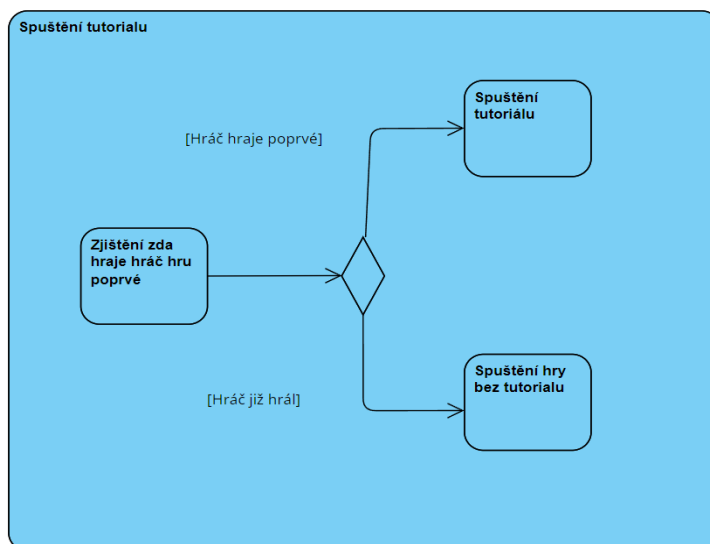 Spuštění tutorialu
Spuštění
tutoriálu
[Hráč hraje poprvé]
Zjištění zda
hraje hráč hru
poprvé
Spuštění hry
bez tutorialu
[Hráč již hrál]